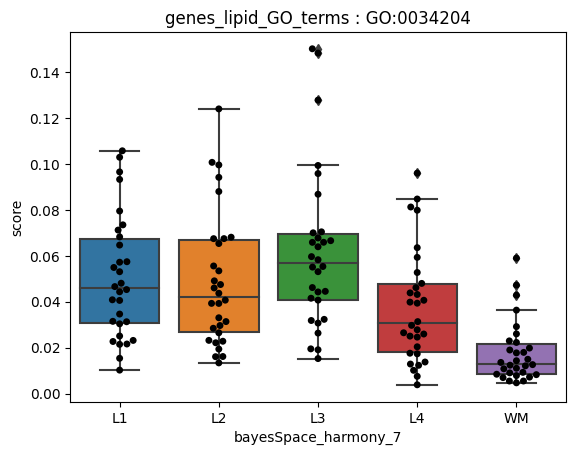 genes_lipid_GO_terms : GO:0034204
0.14
0.12
0.10
0.08
0.06
0.04
0.02
0.00
score
L1 L2 L3 L4 WM
bayesSpace_harmony_7